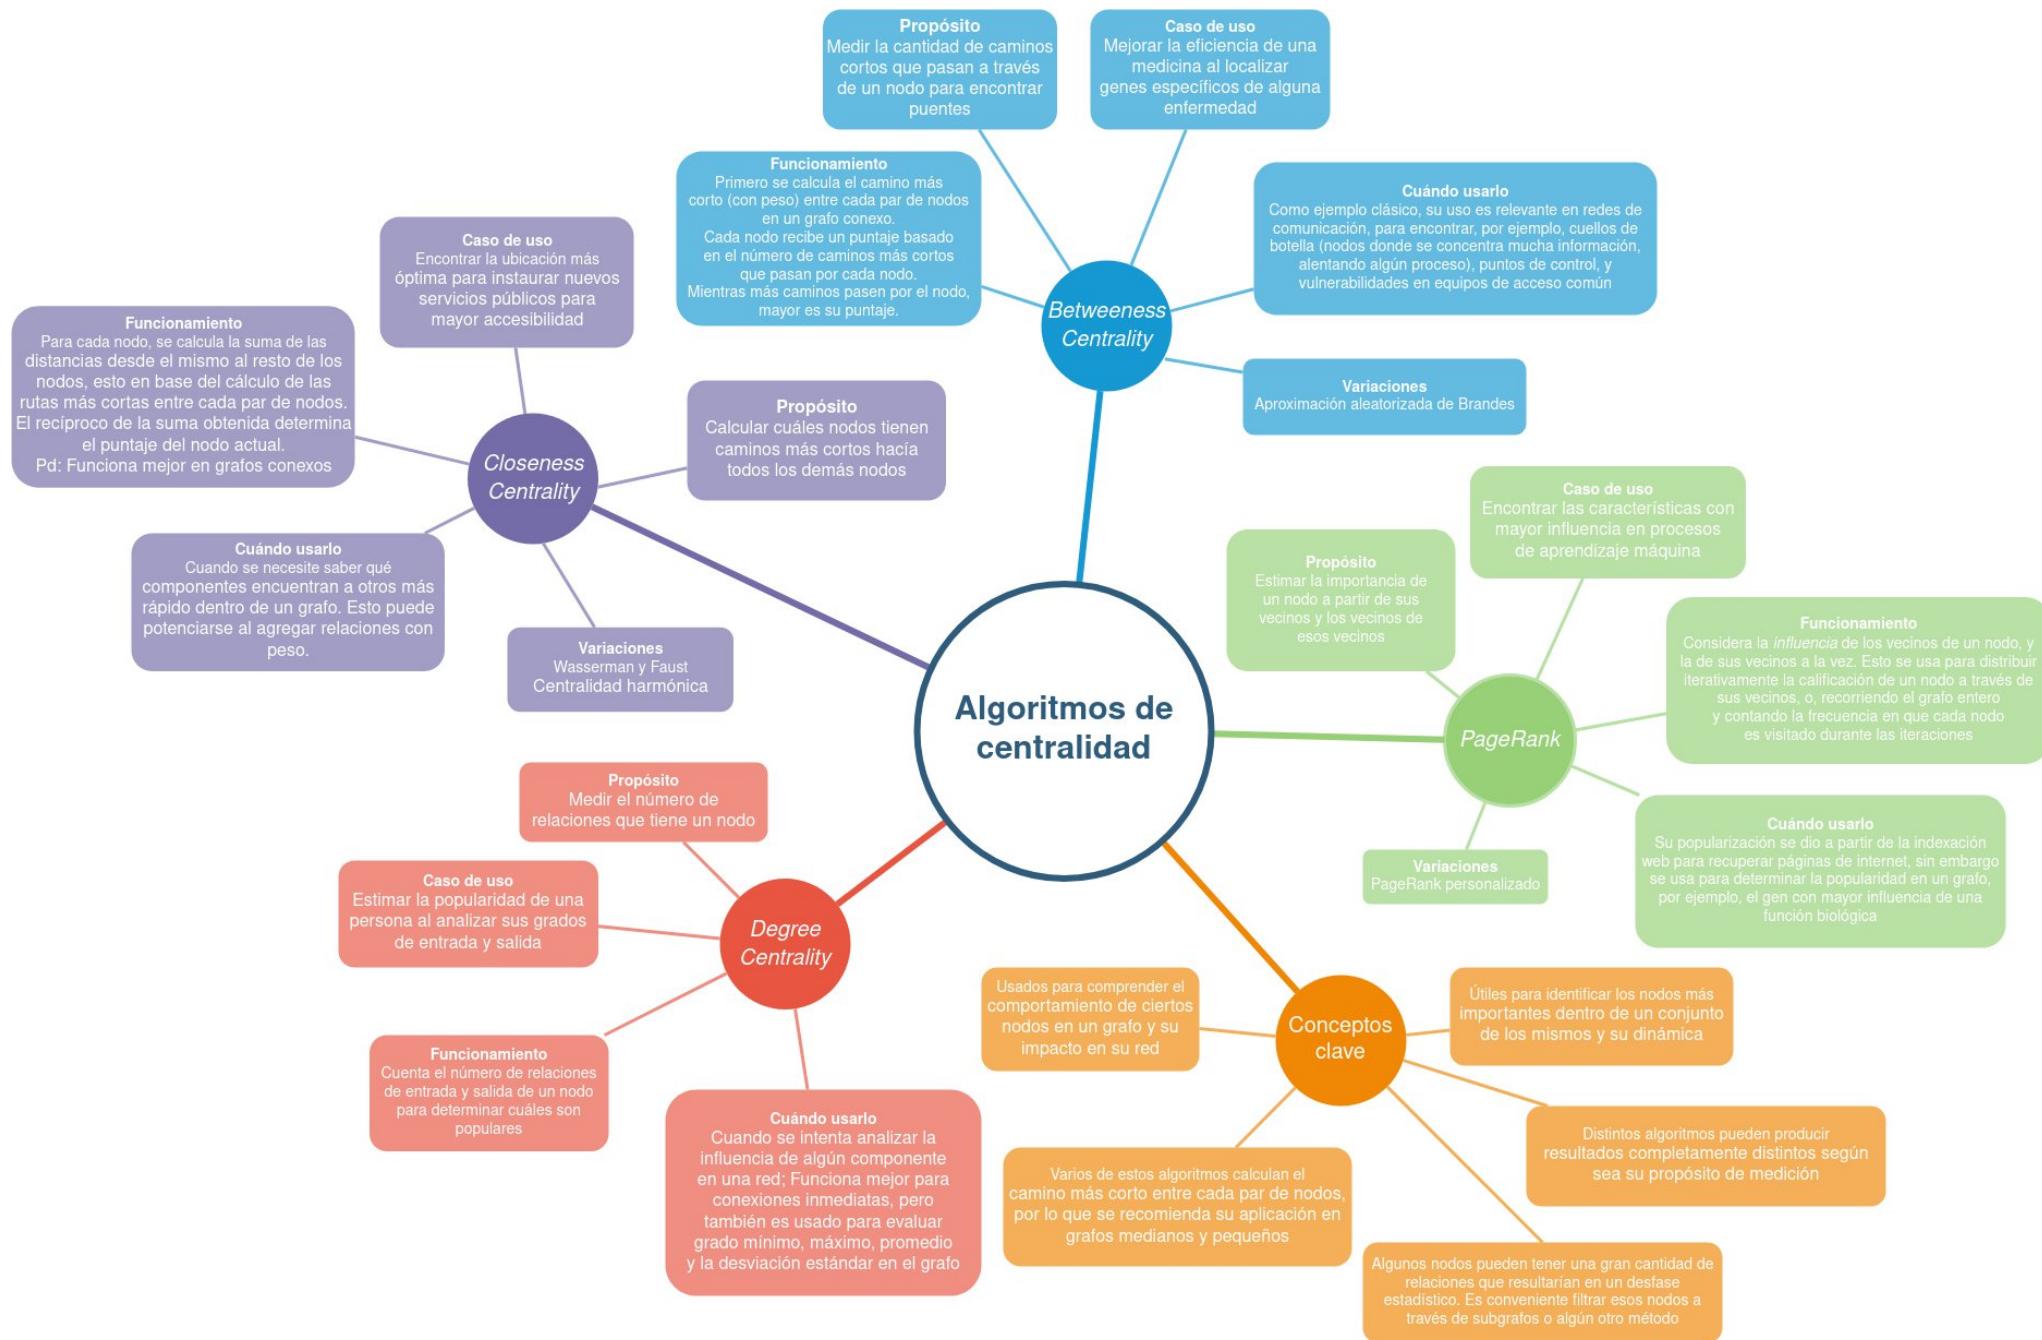 Propósito
Medir la cantidad de caminos
cortos que pasan a través
de un nodo para encontrar
puentes
Caso de uso
Mejorar la eficiencia de una
medicina al localizar
genes específicos de alguna
enfermedad
Funcionamiento
Primero se calcula el camino más
corto (con peso) entre cada par de nodos
en un grafo conexo.
Cada nodo recibe un puntaje basado
en el número de caminos más cortos
que pasan por cada nodo.
Mientras más caminos pasen por el nodo,
mayor es su puntaje.
Cuándo usarlo
Como ejemplo clásico, su uso es relevante en redes de
comunicación, para encontrar, por ejemplo, cuellos de
botella (nodos donde se concentra mucha información,
alentando algún proceso), puntos de control, y
vulnerabilidades en equipos de acceso común
Betweeness
Centrality
Variaciones
Aproximación aleatorizada de Brandes
Caso de uso
Encontrar la ubicación más
óptima para instaurar nuevos
servicios públicos para
mayor accesibilidad
Funcionamiento
Para cada nodo, se calcula la suma de las
distancias desde el mismo al resto de los
nodos, esto en base del cálculo de las
rutas más cortas entre cada par de nodos.
El recíproco de la suma obtenida determina
el puntaje del nodo actual.
Pd: Funciona mejor en grafos conexos
Propósito
Calcular cuáles nodos tienen
caminos más cortos hacía
todos los demás nodos
Closeness
Centrality
Cuándo usarlo
Cuando se necesite saber qué
componentes encuentran a otros más
rápido dentro de un grafo. Esto puede
potenciarse al agregar relaciones con
peso.
Variaciones
Wasserman y Faust
Centralidad harmónica
Algoritmos de
centralidad
Caso de uso
Encontrar las características con
mayor influencia en procesos
de aprendizaje máquina
Propósito
Estimar la importancia de
un nodo a partir de sus
vecinos y los vecinos de
esos vecinos
Funcionamiento
Considera la influencia de los vecinos de un nodo, y
la de sus vecinos a la vez. Esto se usa para distribuir
iterativamente la calificación de un nodo a través de
sus vecinos, o, recorriendo el grafo entero
y contando la frecuencia en que cada nodo
es visitado durante las iteraciones
PageRank
Cuándo usarlo
Su popularización se dio a partir de la indexación
web para recuperar páginas de internet, sin embargo
se usa para determinar la popularidad en un grafo,
por ejemplo, el gen con mayor influencia de una
función biológica
Variaciones
PageRank personalizado
Propósito
Medir el número de
relaciones que tiene un nodo
Caso de uso
Estimar la popularidad de una
persona al analizar sus grados
de entrada y salida
Degree
Centrality
Funcionamiento
Cuenta el número de relaciones
de entrada y salida de un nodo
para determinar cuáles son
populares
Cuándo usarlo
Cuando se intenta analizar la
influencia de algún componente
en una red; Funciona mejor para
conexiones inmediatas, pero
también es usado para evaluar
grado mínimo, máximo, promedio
y la desviación estándar en el grafo
Usados para comprender el
comportamiento de ciertos
nodos en un grafo y su
impacto en su red
Conceptos
clave
Útiles para identificar los nodos más
importantes dentro de un conjunto
de los mismos y su dinámica
Distintos algoritmos pueden producir
resultados completamente distintos según
sea su propósito de medición
Varios de estos algoritmos calculan el
camino más corto entre cada par de nodos,
por lo que se recomienda su aplicación en
grafos medianos y pequeños
Algunos nodos pueden tener una gran cantidad de
relaciones que resultarían en un desfase
estadístico. Es conveniente filtrar esos nodos a
través de subgrafos o algún otro método